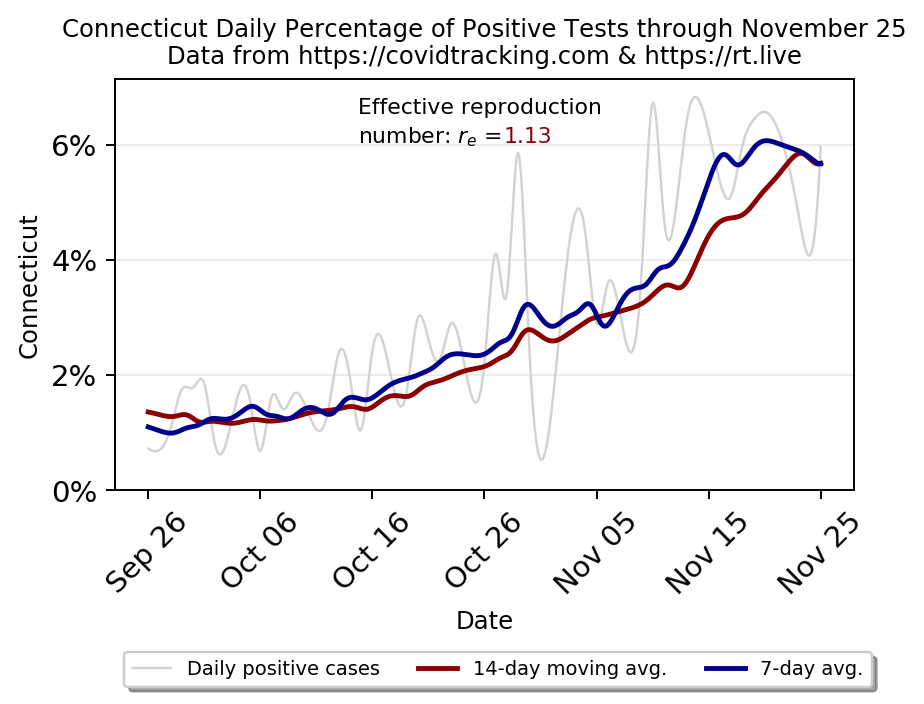 Connecticut Daily Percentage of Positive Tests through November 25
Data from https://covidtracking.com & https://rt.live
Effective reproduction
number: rₑ =1.13
Connecticut
6%
4%
2%
0%
Sep 26
Oct 06
Oct 16
Oct 26
Nov 05
Nov 15
Nov 25
Date
Daily positive cases
14-day moving avg.
7-day avg.